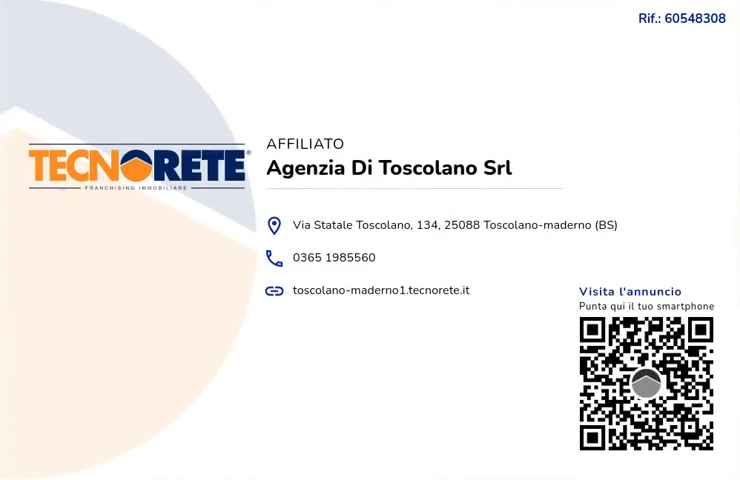 Rif.: 60548308
TECNORETE®
FRANCHISING IMMOBILIARE
AFFILIATO
Agenzia Di Toscolano Srl
Via Statale Toscolano, 134, 25088 Toscolano-maderno (BS)
0365 1985560
toscolano-maderno1.tecnorete.it
Visita l'annuncio
Punta qui il tuo smartphone